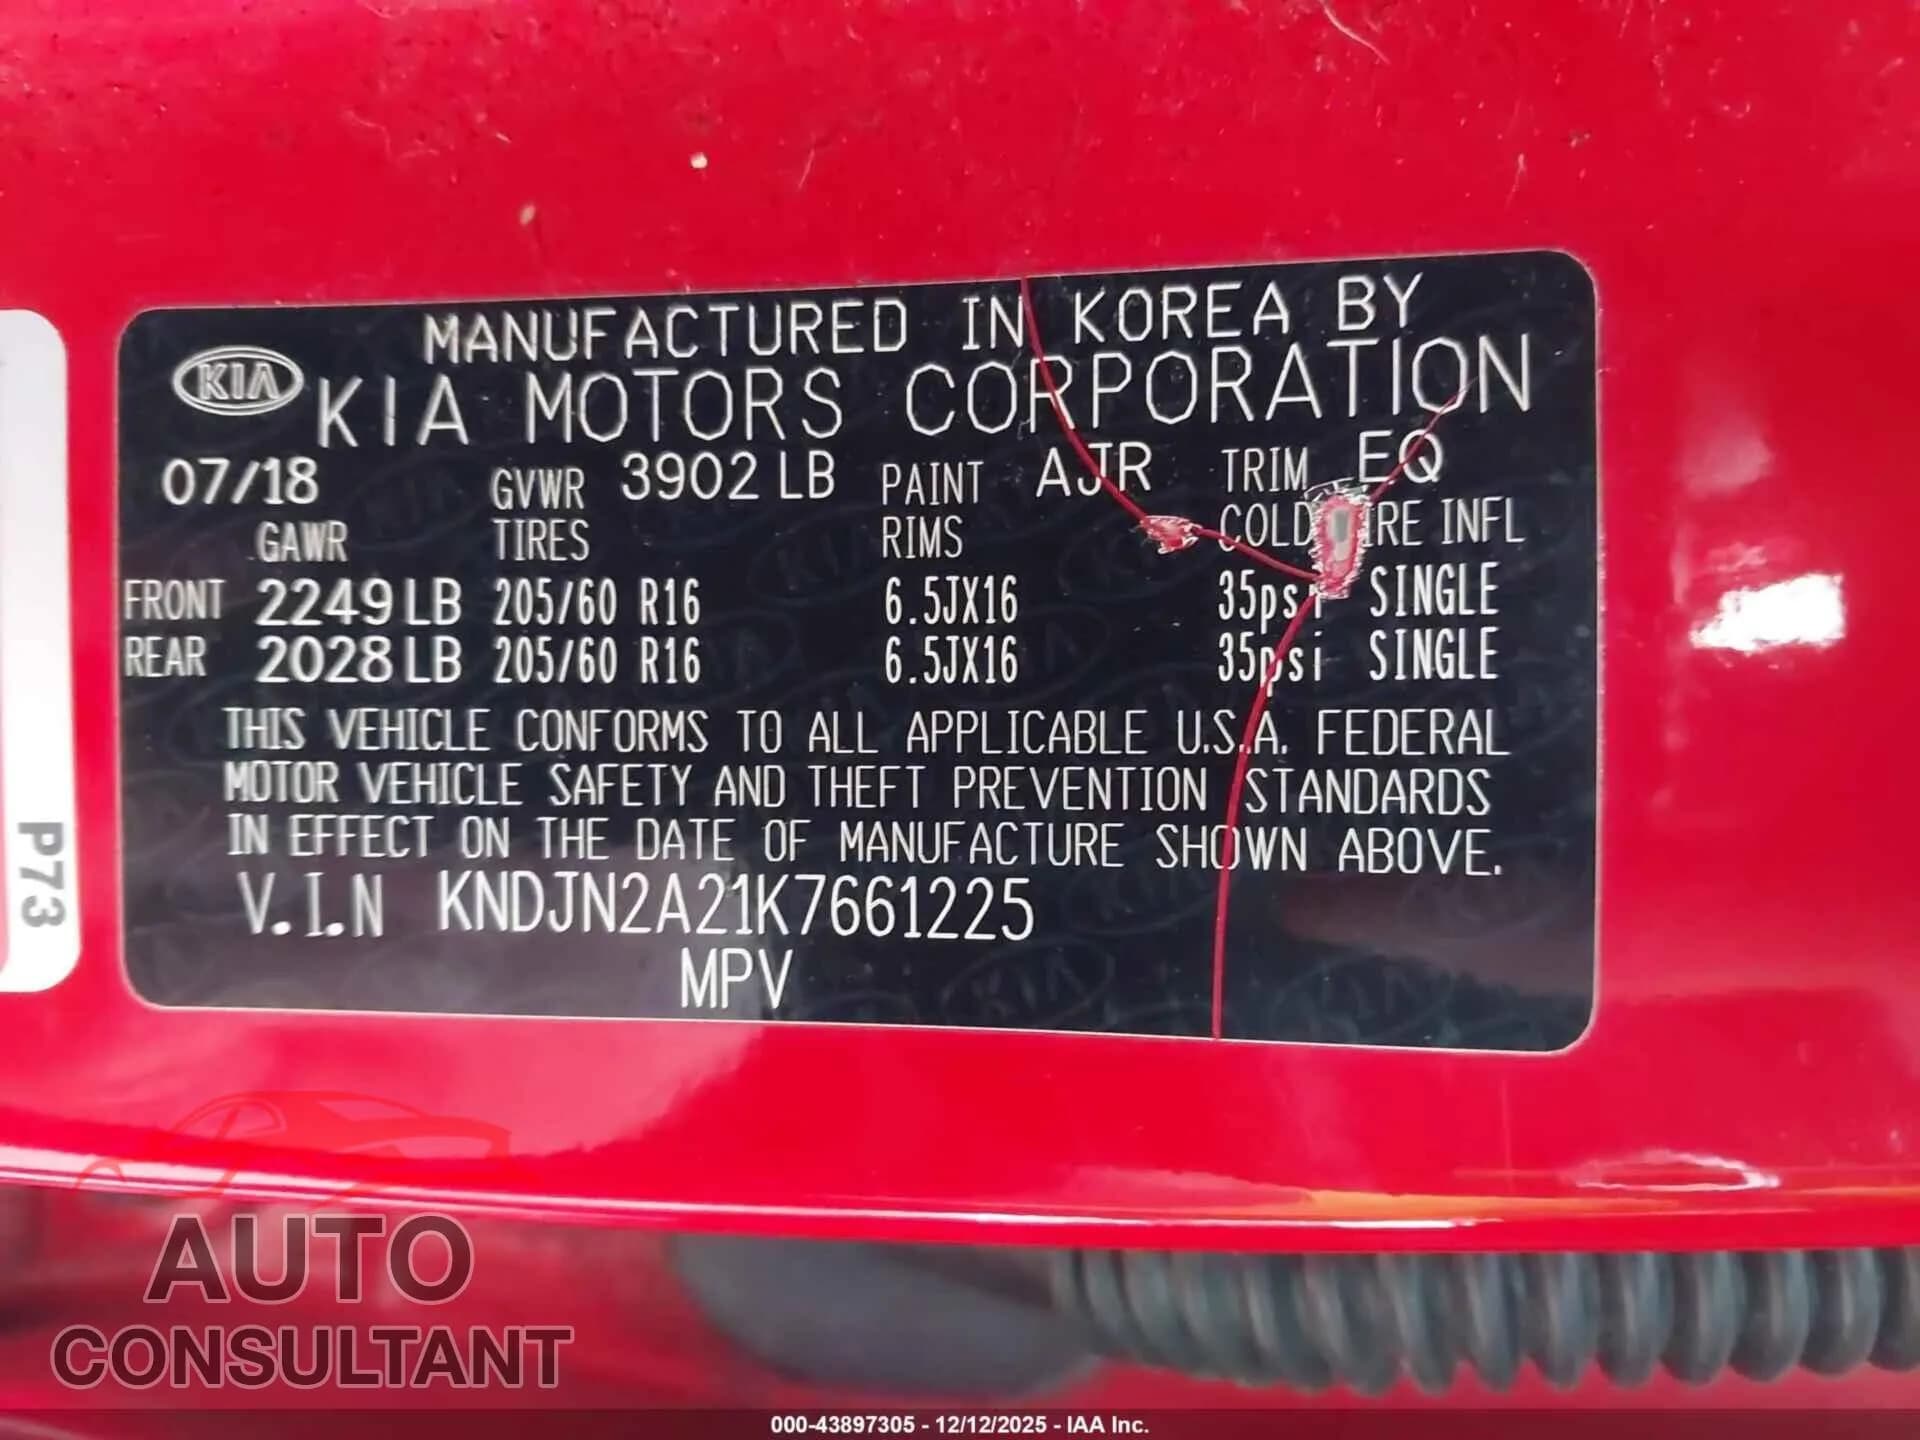 MANUFACTURED IN KOREA BY
KIA KIA MOTORS CORPORATION
07/18 GVWR 3902 LB PAINT AJR TRIM EQ
GAWR TIRES RIMS COLD IRE INFL
FRONT 2249 LB 205/60 R16 6.5JX16 35psi SINGLE
REAR 2028 LB 205/60 R16 6.5JX16 35psi SINGLE
THIS VEHICLE CONFORMS TO ALL APPLICABLE U.S.A. FEDERAL
MOTOR VEHICLE SAFETY AND THEFT PREVENTION STANDARDS
IN EFFECT ON THE DATE OF MANUFACTURE SHOWN ABOVE.
V.I.N KNDJN2A21K7661225
MPV
P73
AUTO
CONSULTANT
000-43897305 - 12/12/2025 - IAA Inc.